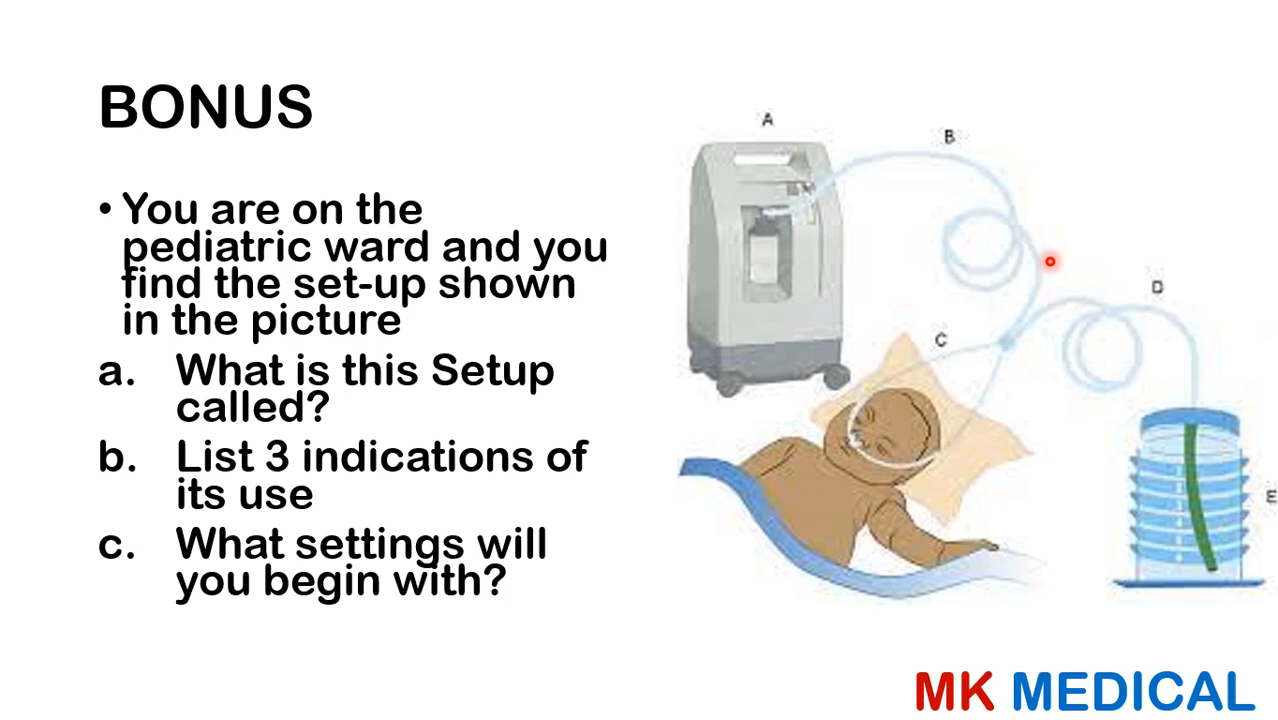 BONUS
• You are on the
pediatric ward and you
find the set-up shown
in the picture
a. What is this Setup
called?
b. List 3 indications of
its use
c. What settings will
you begin with?
A
B
C
D
E
MK MEDICAL